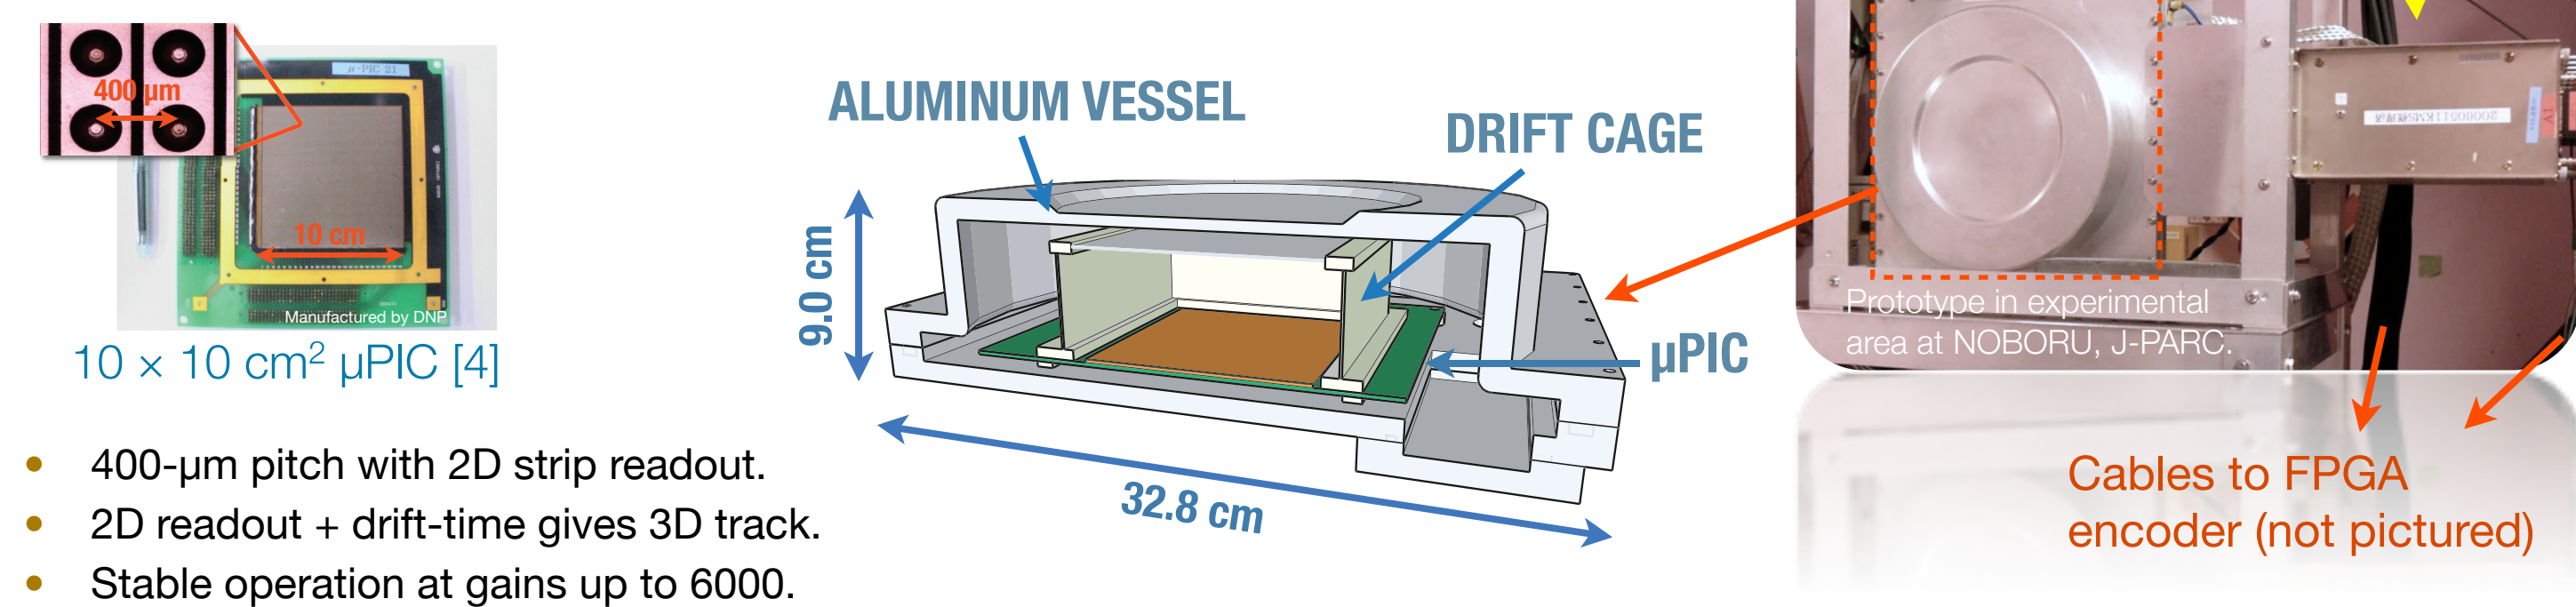 400 µm
µ-PIC 21
10 cm
Manufactured by DNP
10 × 10 cm² µPIC [4]
• 400-µm pitch with 2D strip readout.
• 2D readout + drift-time gives 3D track.
• Stable operation at gains up to 6000.
ALUMINUM VESSEL
DRIFT CAGE
9.0 cm
µPIC
32.8 cm
Prototype in experimental
area at NOBORU, J-PARC.
Cables to FPGA
encoder (not pictured)